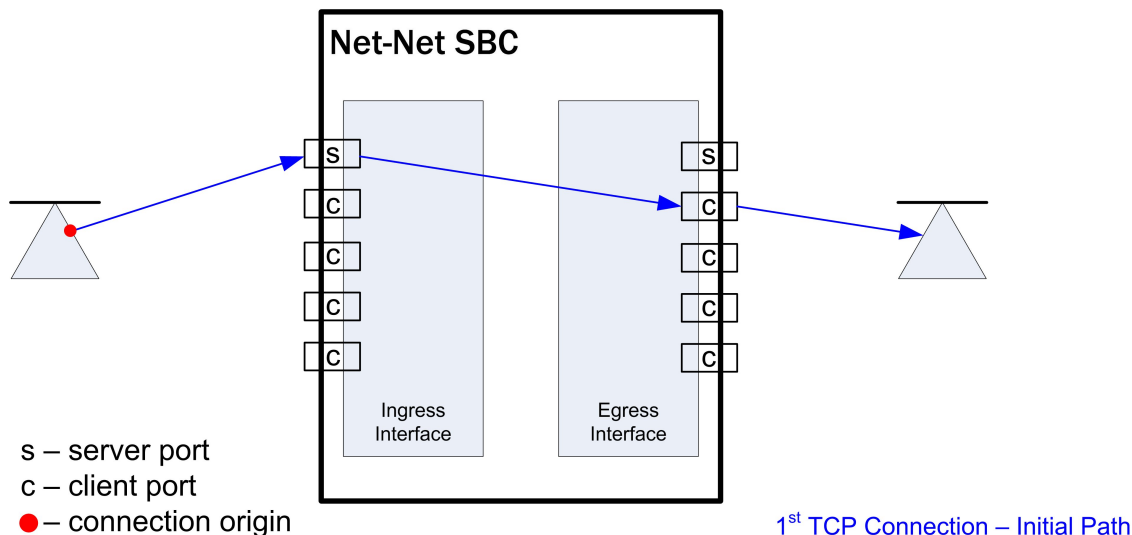 Net-Net SBC
s
c
c
c
c
s
c
c
c
c
Ingress
Interface
Egress
Interface
s – server port
c – client port
– connection origin
1st TCP Connection – Initial Path